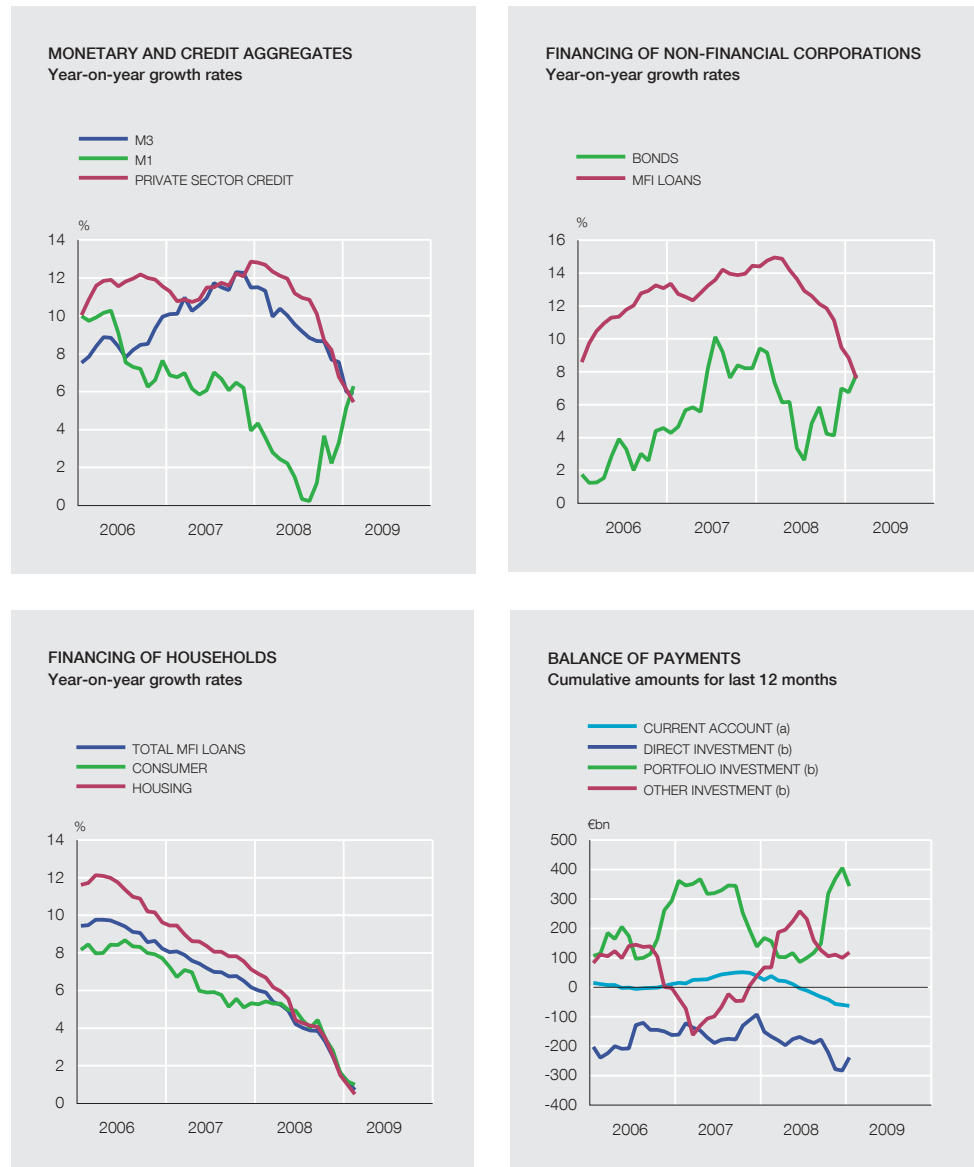 MONETARY AND CREDIT AGGREGATES
Year-on-year growth rates
M3
M1
PRIVATE SECTOR CREDIT
%
14
12
10
8
6
4
2
0
2006 2007 2008 2009
FINANCING OF NON-FINANCIAL CORPORATIONS
Year-on-year growth rates
BONDS
MFI LOANS
%
16
14
12
10
8
6
4
2
0
2006 2007 2008 2009
FINANCING OF HOUSEHOLDS
Year-on-year growth rates
TOTAL MFI LOANS
CONSUMER
HOUSING
%
14
12
10
8
6
4
2
0
2006 2007 2008 2009
BALANCE OF PAYMENTS
Cumulative amounts for last 12 months
CURRENT ACCOUNT (a)
DIRECT INVESTMENT (b)
PORTFOLIO INVESTMENT (b)
OTHER INVESTMENT (b)
€bn
500
400
300
200
100
0
-100
-200
-300
-400
2006 2007 2008 2009